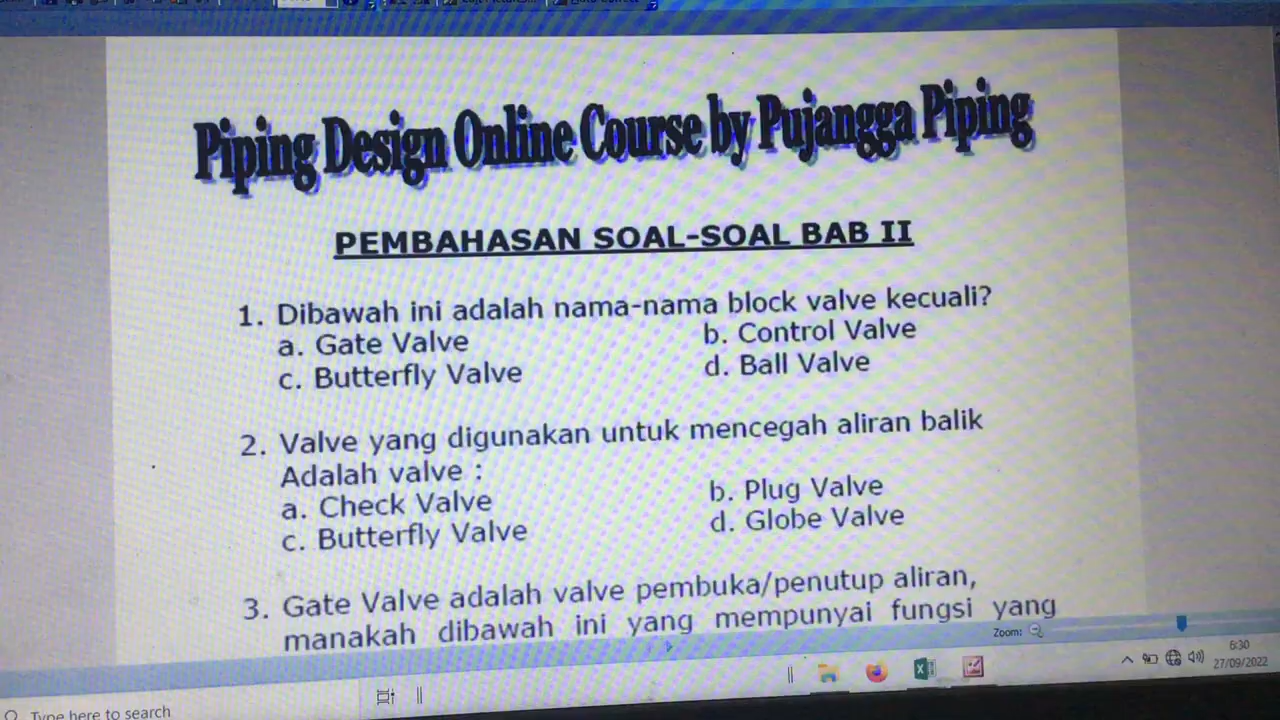 Piping Design Online Course by Pujangga Piping
PEMBAHASAN SOAL-SOAL BAB II
1. Dibawah ini adalah nama-nama block valve kecuali?
a. Gate Valve b. Control Valve
c. Butterfly Valve d. Ball Valve
2. Valve yang digunakan untuk mencegah aliran balik
Adalah valve :
a. Check Valve b. Plug Valve
c. Butterfly Valve d. Globe Valve
3. Gate Valve adalah valve pembuka/penutup aliran,
manakah dibawah ini yang mempunyai fungsi yang
Zoom:
6:30
27/09/2022
Type here to search